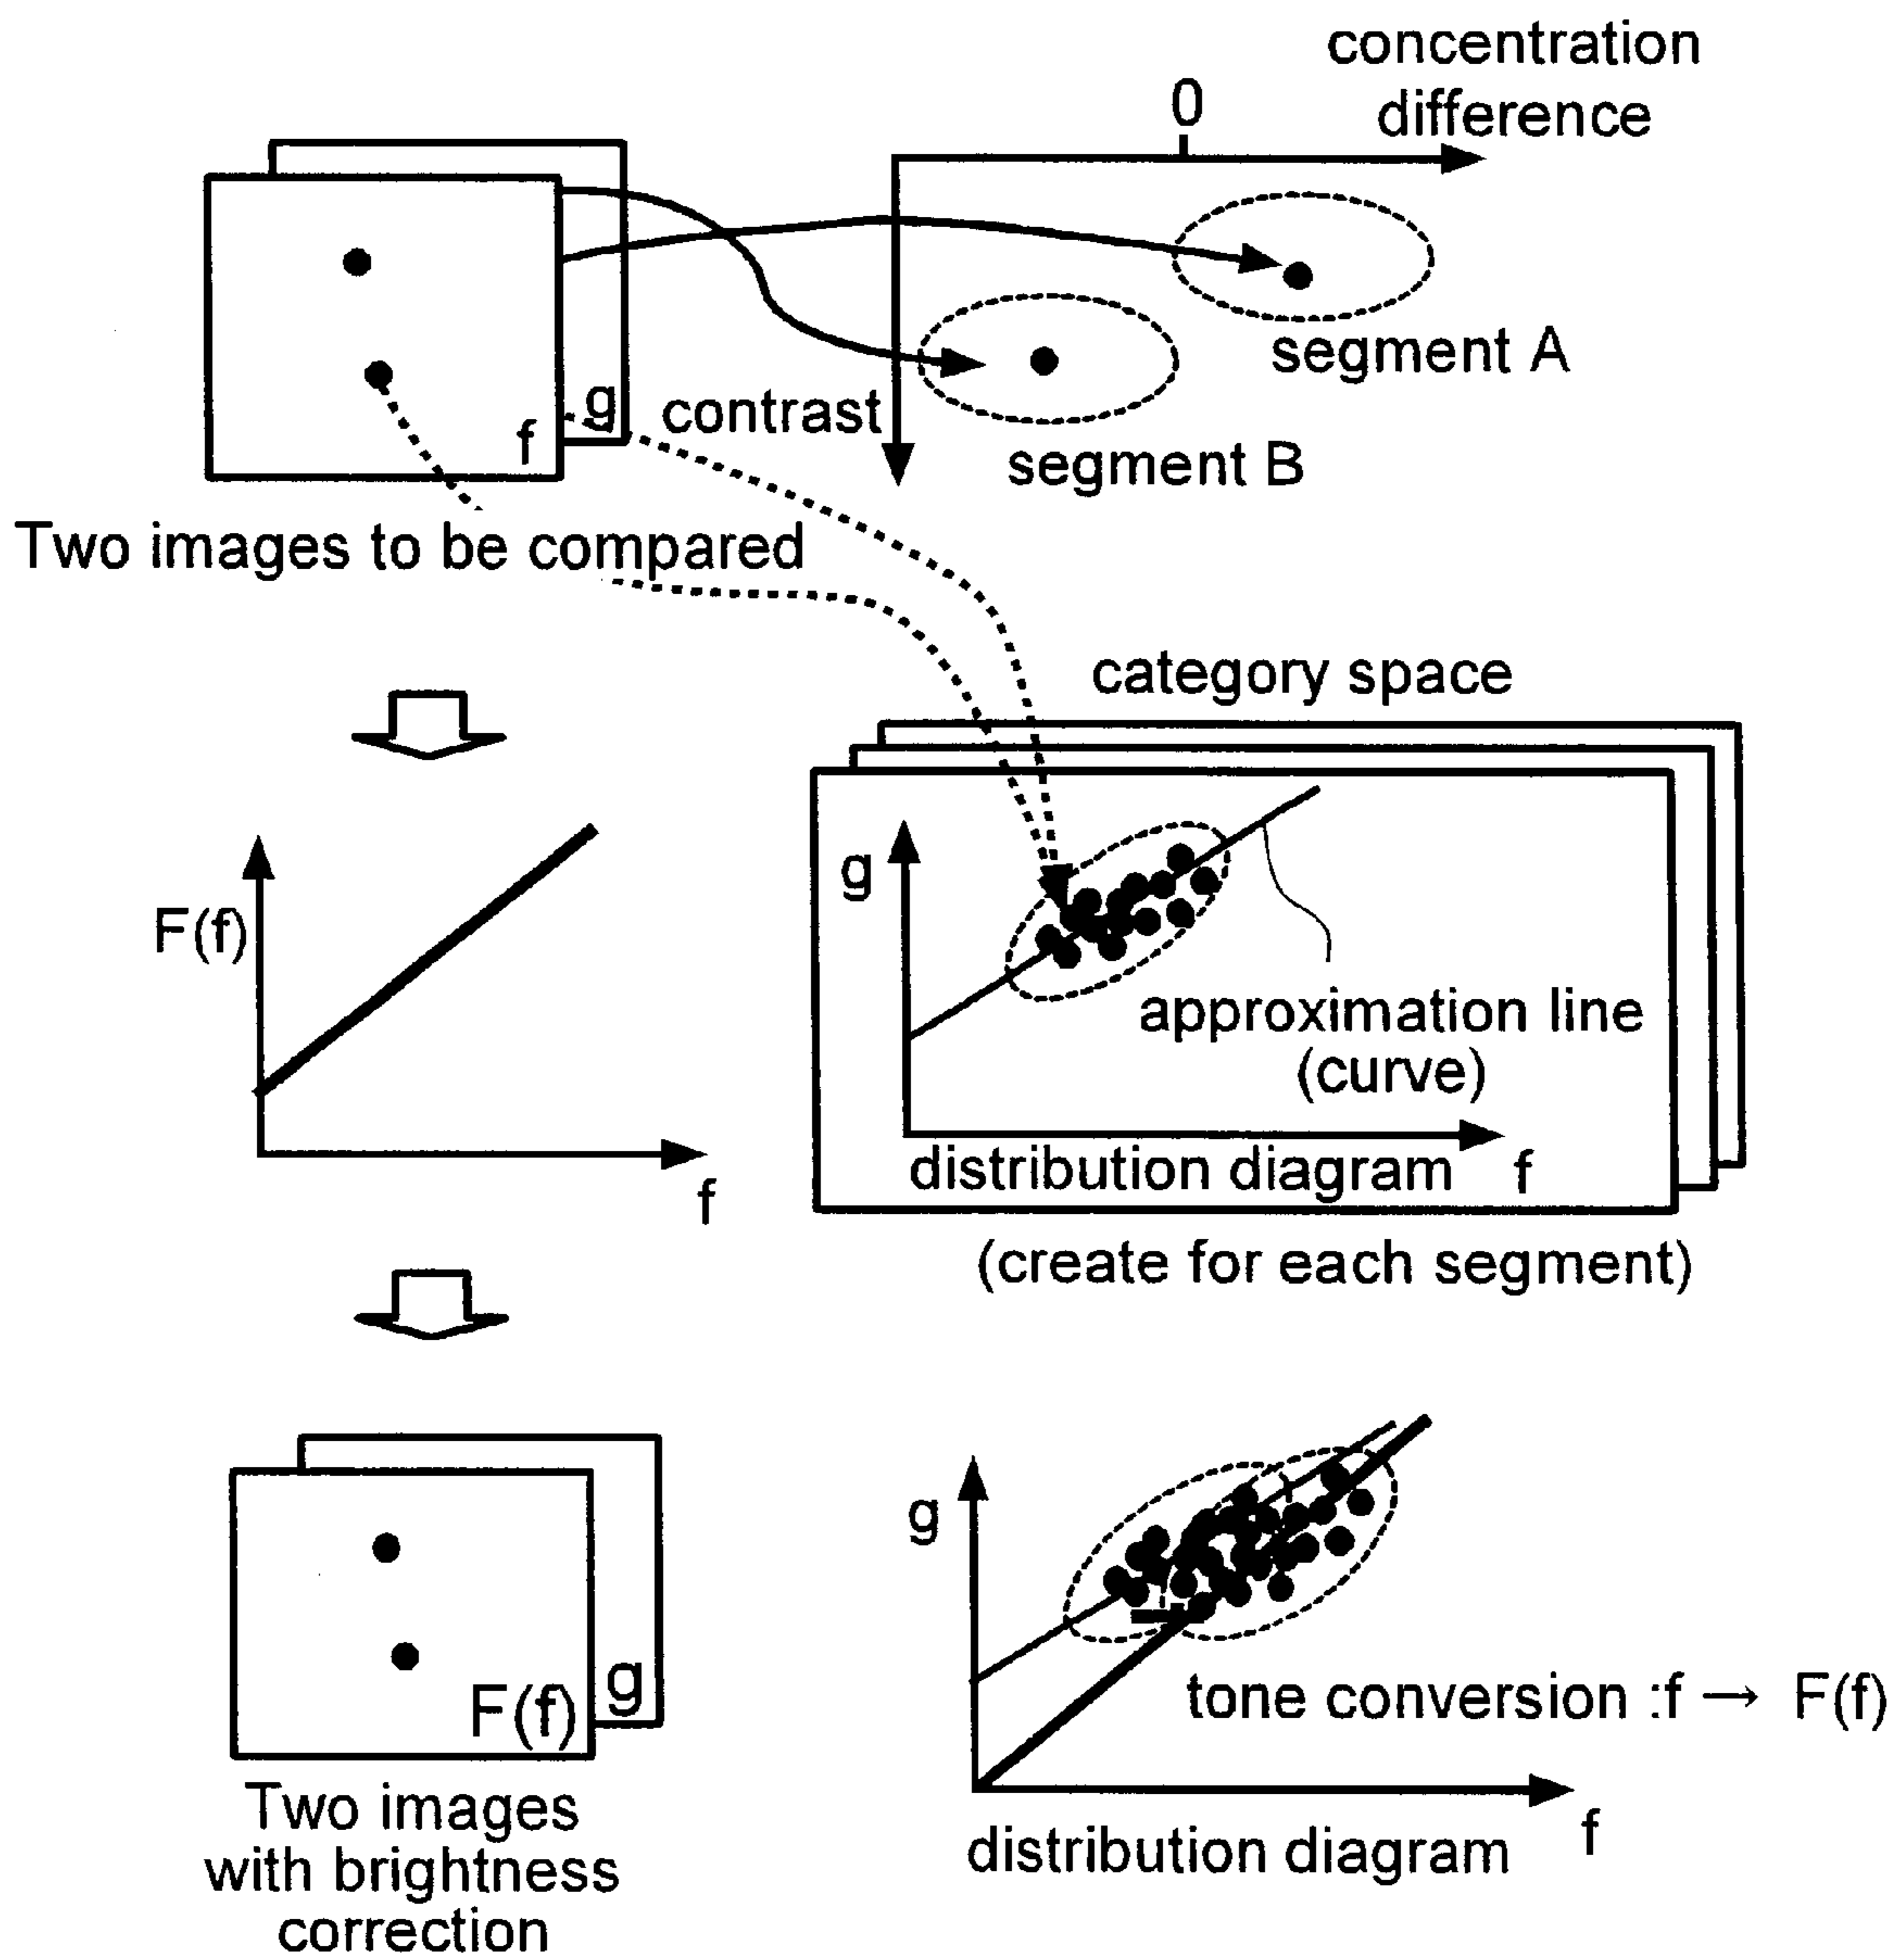 concentration
difference
0
segment A
g
contrast
f
segment B
Two images to be compared
category space
g
F(f)
approximation line
(curve)
distribution diagram f
f
(create for each segment)
g
F(f) g
tone conversion :f → F(f)
Two images
with brightness
correction
f
distribution diagram